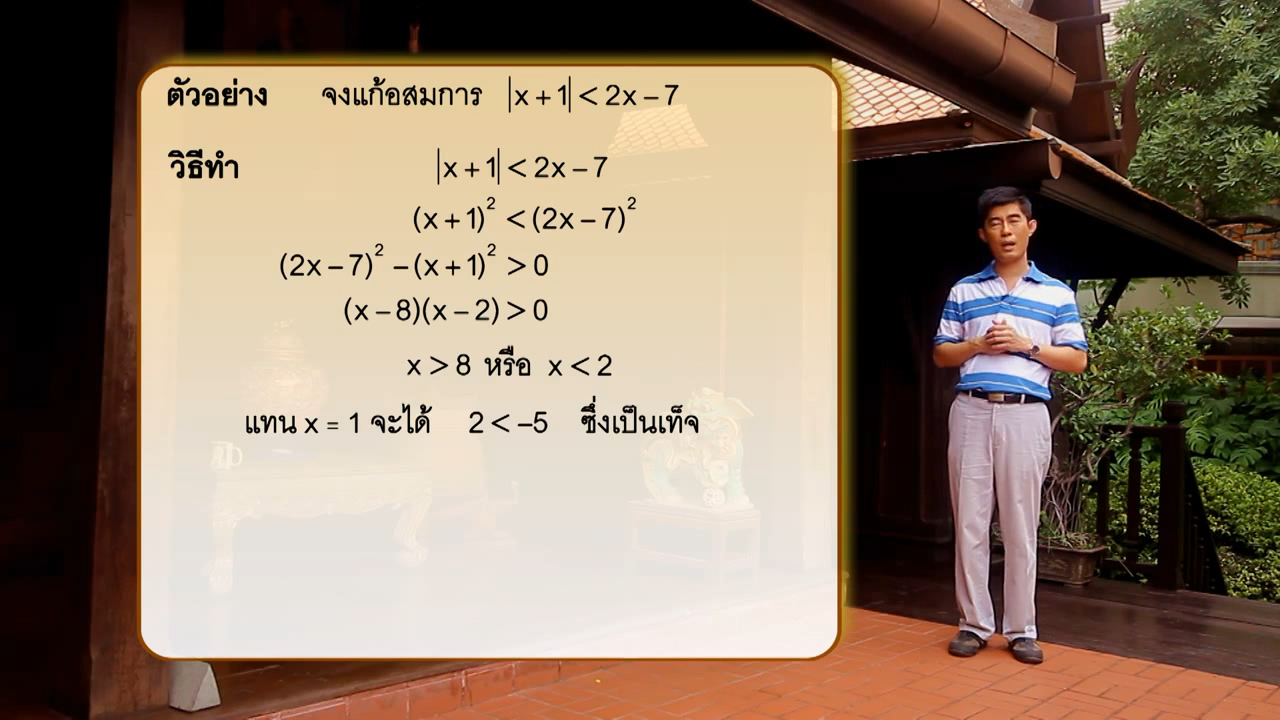 ตัวอย่าง จงแก้อสมการ |x + 1| < 2x – 7
วิธีทำ |x + 1| < 2x – 7
(x + 1)² < (2x – 7)²
(2x – 7)² – (x + 1)² > 0
(x – 8)(x – 2) > 0
x > 8 หรือ x < 2
แทน x = 1 จะได้ 2 < –5 ซึ่งเป็นเท็จ